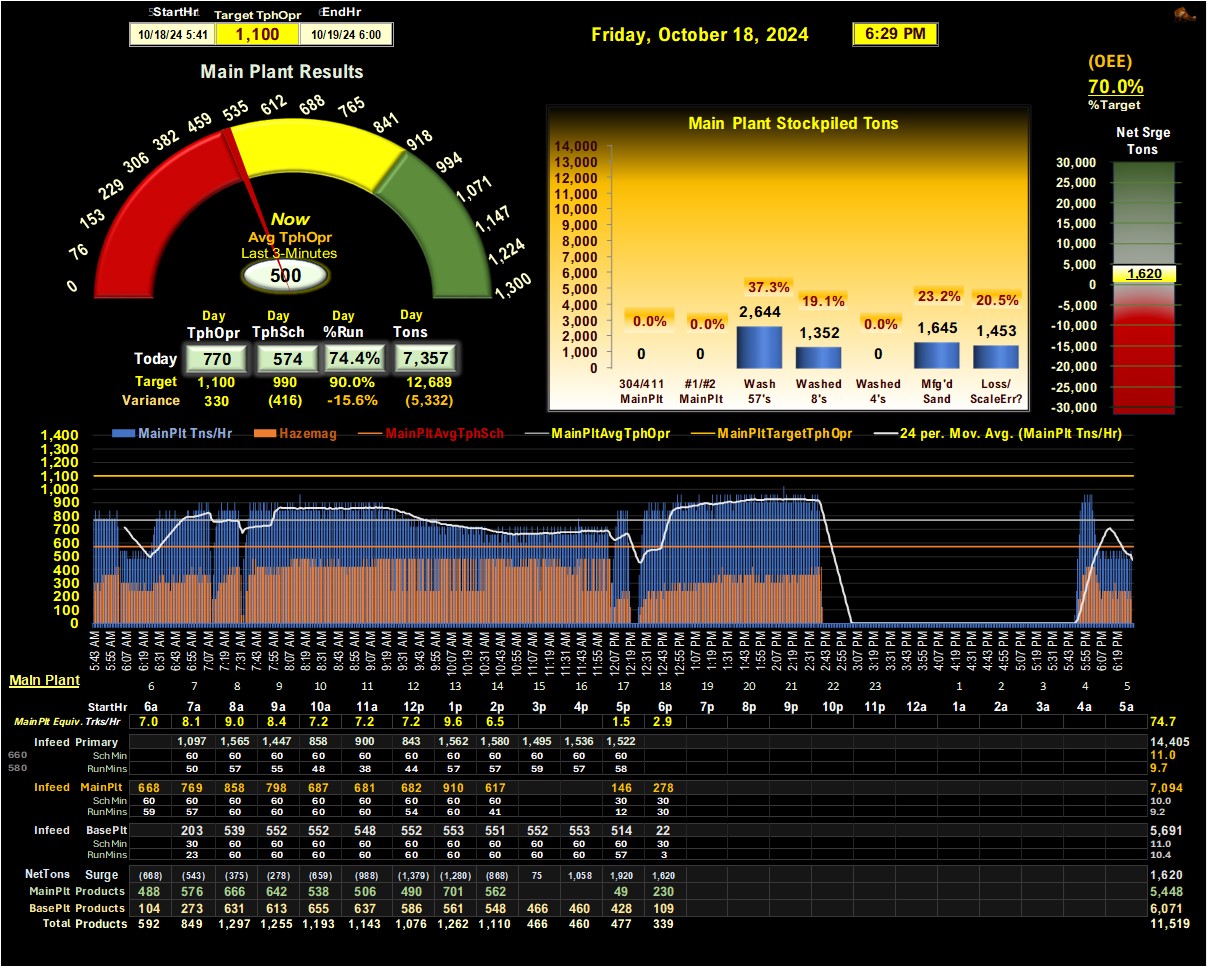 StartHr Target TphOpr EndHr
10/18/24 5:41 1,100 10/19/24 6:00
Friday, October 18, 2024 6:29 PM
(OEE)
70.0%
%Target
Main Plant Results
0 76 153 229 306 382 459 535 612 688 765 841 918 994 1,071 1,147 1,224 1,300
Now
Avg TphOpr
Last 3-Minutes
500
Day Day Day Day
TphOpr TphSch %Run Tons
Today 770 574 74.4% 7,357
Target 1,100 990 90.0% 12,689
Variance 330 (416) -15.6% (5,332)
Main Plant Stockpiled Tons
14,000
13,000
12,000
11,000
10,000
9,000
8,000
7,000
6,000
5,000
4,000
3,000
2,000
1,000
0
0.0% 0.0% 37.3% 19.1% 0.0% 23.2% 20.5%
0 0 2,644 1,352 0 1,645 1,453
304/411 #1/#2 Wash Washed Washed Mfg'd Loss/
MainPlt MainPlt 57's 8's 4's Sand ScaleErr?
Net Srge
Tons
30,000
25,000
20,000
15,000
10,000
5,000
1,620
0
-5,000
-10,000
-15,000
-20,000
-25,000
-30,000
MainPlt Tns/Hr Hazemag MainPltAvgTphSch MainPltAvgTphOpr MainPltTargetTphOpr 24 per. Mov. Avg. (MainPlt Tns/Hr)
1,400
1,300
1,200
1,100
1,000
900
800
700
600
500
400
300
200
100
0
5:43 AM 5:55 AM 6:07 AM 6:19 AM 6:31 AM 6:43 AM 6:55 AM 7:07 AM 7:19 AM 7:31 AM 7:43 AM 7:55 AM 8:07 AM 8:19 AM 8:31 AM 8:43 AM 8:55 AM 9:07 AM 9:19 AM 9:31 AM 9:43 AM 9:55 AM 10:07 AM 10:19 AM 10:31 AM 10:43 AM 10:55 AM 11:07 AM 11:19 AM 11:31 AM 11:43 AM 11:55 AM 12:07 PM 12:19 PM 12:31 PM 12:43 PM 12:55 PM 1:07 PM 1:19 PM 1:31 PM 1:43 PM 1:55 PM 2:07 PM 2:19 PM 2:31 PM 2:43 PM 2:55 PM 3:07 PM 3:19 PM 3:31 PM 3:43 PM 3:55 PM 4:07 PM 4:19 PM 4:31 PM 4:43 PM 4:55 PM 5:07 PM 5:19 PM 5:31 PM 5:43 PM 5:55 PM 6:07 PM 6:19 PM
Main Plant
6 7 8 9 10 11 12 13 14 15 16 17 18 19 20 21 22 23 1 2 3 4 5
StartHr 6a 7a 8a 9a 10a 11a 12p 1p 2p 3p 4p 5p 6p 7p 8p 9p 10p 11p 12a 1a 2a 3a 4a 5a
MainPlt Equiv. Trks/Hr 7.0 8.1 9.0 8.4 7.2 7.2 7.2 9.6 6.5 1.5 2.9 74.7
Infeed Primary 1,097 1,565 1,447 858 900 843 1,562 1,580 1,495 1,536 1,522 14,405
660 SchMin 60 60 60 60 60 60 60 60 60 60 60 11.0
580 RunMins 50 57 55 48 38 44 57 57 59 57 58 9.7
Infeed MainPlt 668 769 858 798 687 681 682 910 617 146 278 7,094
SchMin 60 60 60 60 60 60 60 60 60 30 30 10.0
RunMins 59 57 60 60 60 60 54 60 41 12 30 9.2
Infeed BasePlt 203 539 552 552 548 552 553 551 552 553 514 22 5,691
SchMin 30 60 60 60 60 60 60 60 60 60 60 30 11.0
RunMins 23 60 60 60 60 60 60 60 60 60 57 3 10.4
NetTons Surge (668) (543) (375) (278) (659) (988) (1,379) (1,280) (868) 75 1,058 1,920 1,620 1,620
MainPlt Products 488 576 666 642 538 506 490 701 562 49 230 5,448
BasePlt Products 104 273 631 613 655 637 586 561 548 466 460 428 109 6,071
Total Products 592 849 1,297 1,255 1,193 1,143 1,076 1,262 1,110 466 460 477 339 11,519